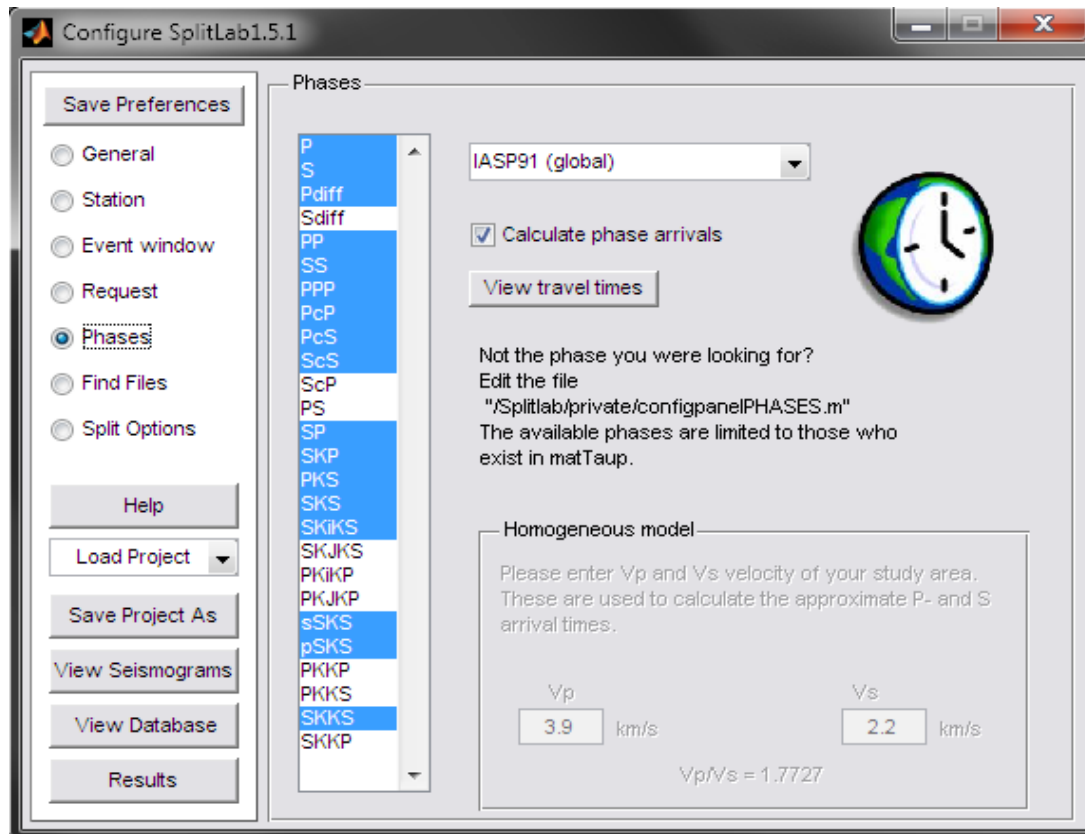 Configure SplitLab1.5.1
Save Preferences
General
Station
Event window
Request
Phases
Find Files
Split Options
Help
Load Project
Save Project As
View Seismograms
View Database
Results
Phases
P
S
Pdiff
Sdiff
PP
SS
PPP
PcP
PcS
ScS
ScP
PS
SP
SKP
PKS
SKS
SKiKS
SKJKS
PKiKP
PKJKP
sSKS
pSKS
PKKP
PKKS
SKKS
SKKP
IASP91 (global)
Calculate phase arrivals
View travel times
Not the phase you were looking for?
Edit the file
"/Splitlab/private/configpanelPHASES.m"
The available phases are limited to those who
exist in matTaup.
Homogeneous model
Please enter Vp and Vs velocity of your study area.
These are used to calculate the approximate P- and S
arrival times.
Vp Vs
3.9 km/s 2.2 km/s
Vp/Vs = 1.7727